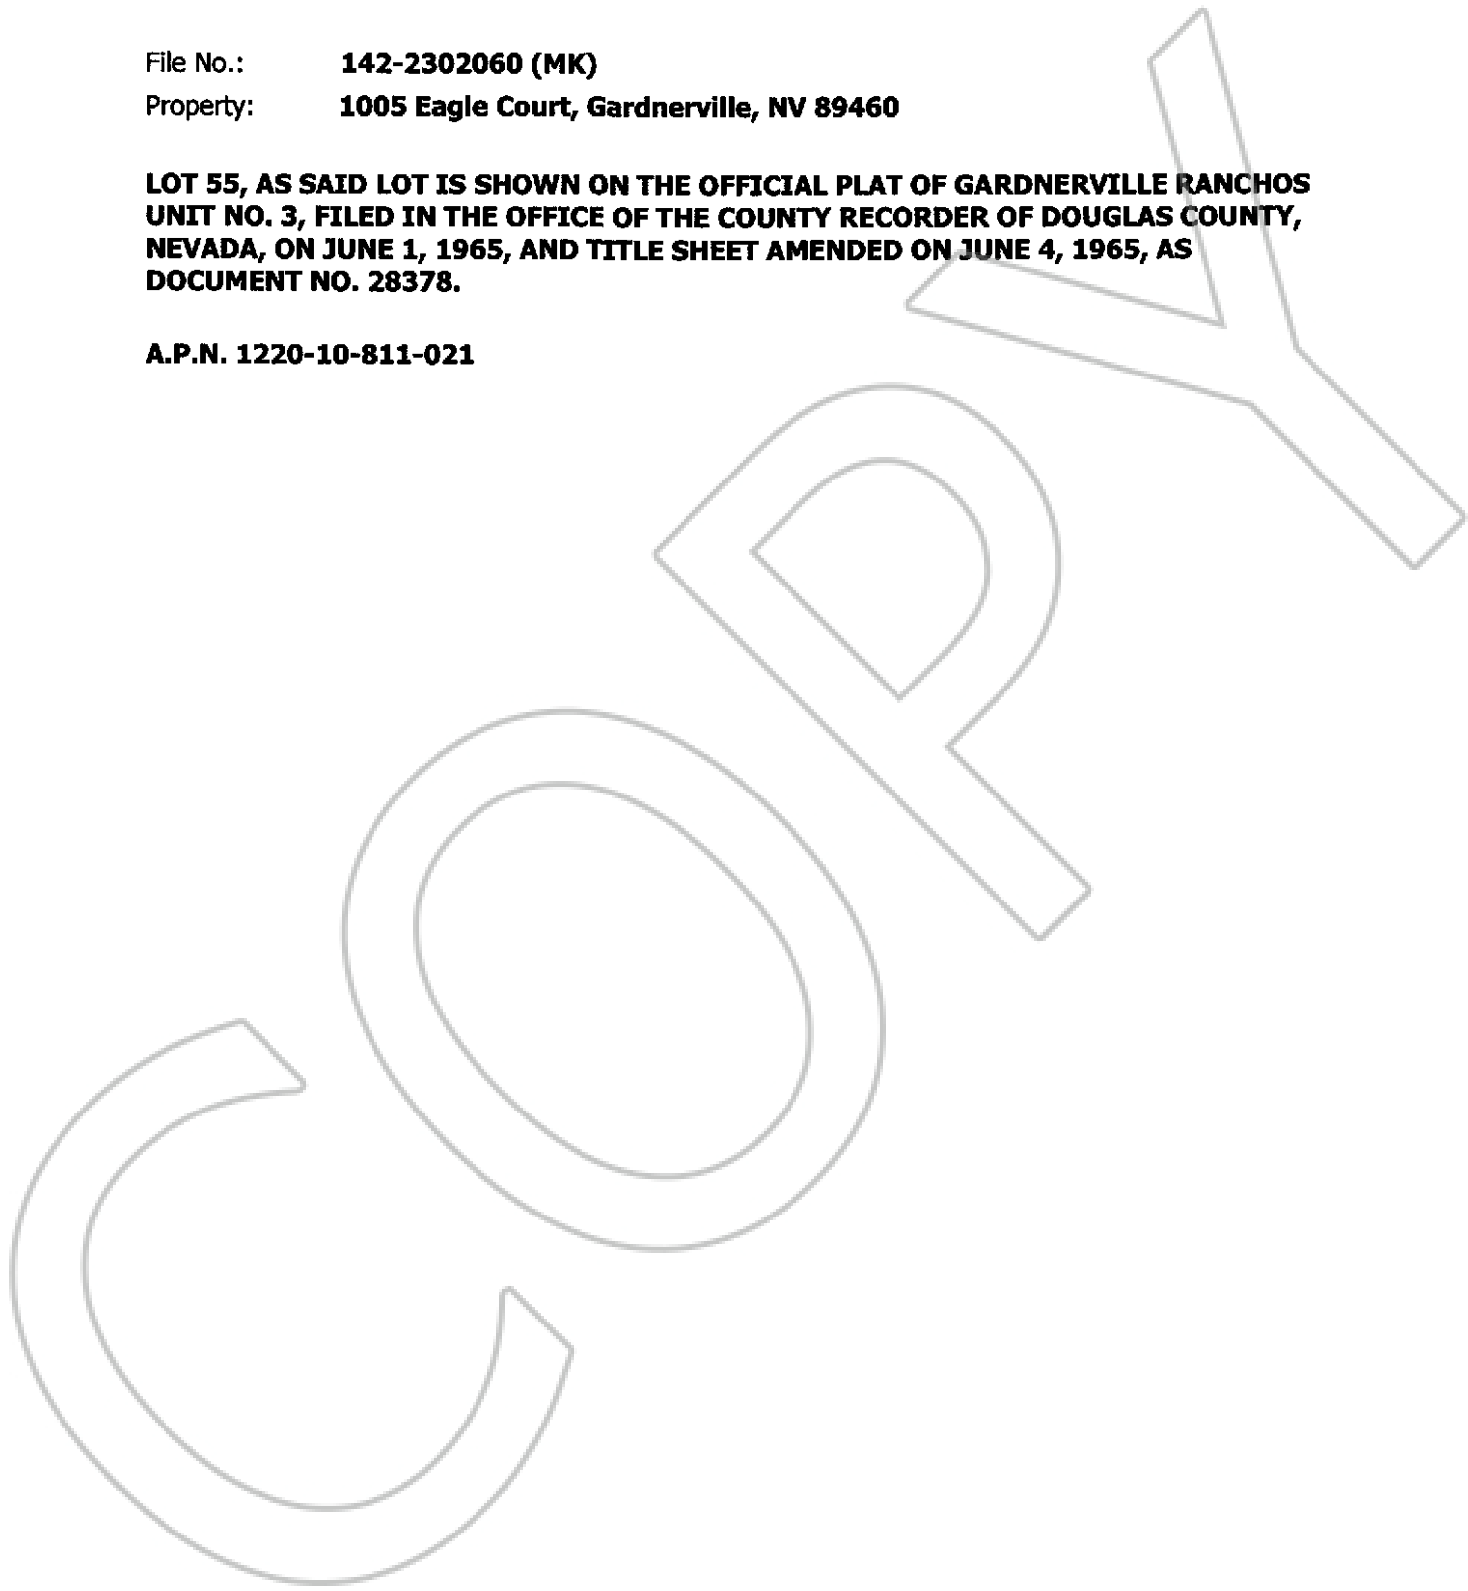 File No.: 142-2302060 (MK)
Property: 1005 Eagle Court, Gardnerville, NV 89460
LOT 55, AS SAID LOT IS SHOWN ON THE OFFICIAL PLAT OF GARDNERVILLE RANCHOS
UNIT NO. 3, FILED IN THE OFFICE OF THE COUNTY RECORDER OF DOUGLAS COUNTY,
NEVADA, ON JUNE 1, 1965, AND TITLE SHEET AMENDED ON JUNE 4, 1965, AS
DOCUMENT NO. 28378.
A.P.N. 1220-10-811-021
COPY